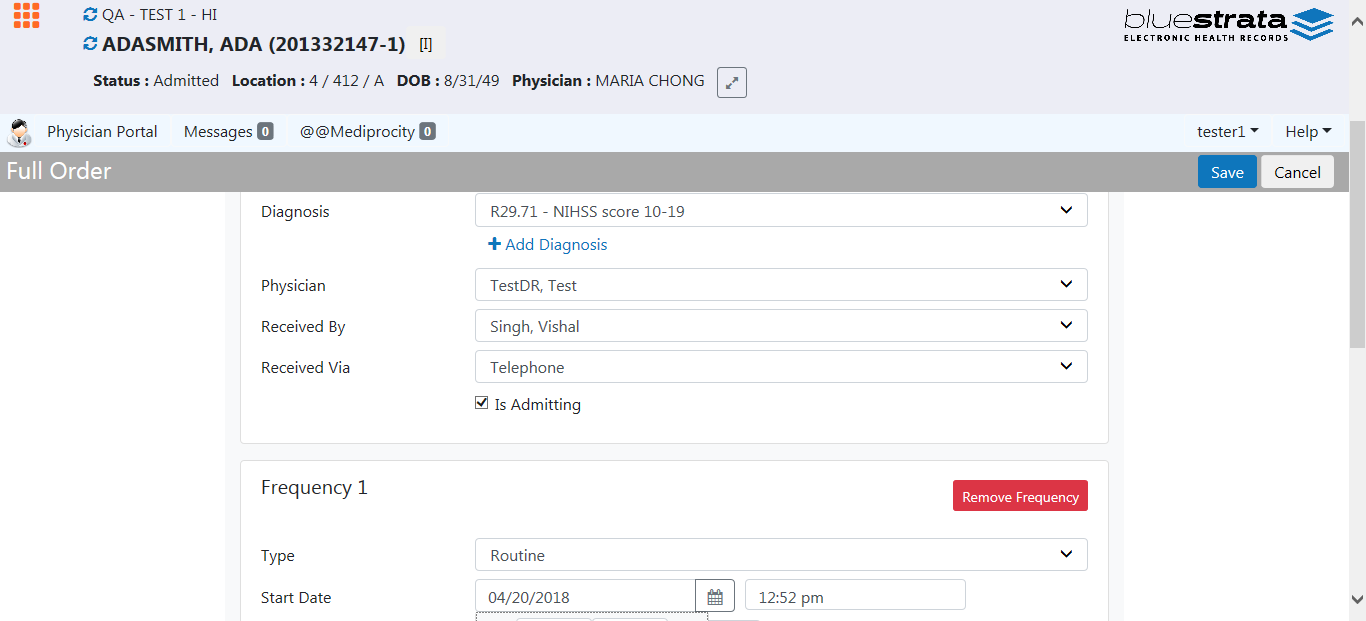 QA - TEST 1 - HI
bluestrata
ELECTRONIC HEALTH RECORDS
ADASMITH, ADA (201332147-1) [I]
Status : Admitted Location : 4 / 412 / A DOB : 8/31/49 Physician : MARIA CHONG
Physician Portal Messages 0 @@Mediprocity 0 tester1 Help
Full Order Save Cancel
Diagnosis R29.71 - NIHSS score 10-19
Add Diagnosis
Physician TestDR, Test
Received By Singh, Vishal
Received Via Telephone
Is Admitting
Frequency 1 Remove Frequency
Type Routine
Start Date 04/20/2018 12:52 pm